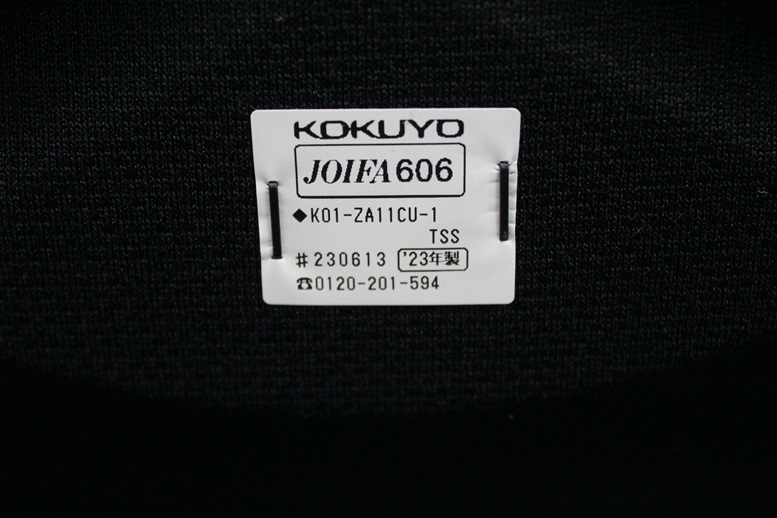 KOKUYO
JOIFA606
◆K01-ZA11CU-1
TSS
#230613 '23年製
☎0120-201-594